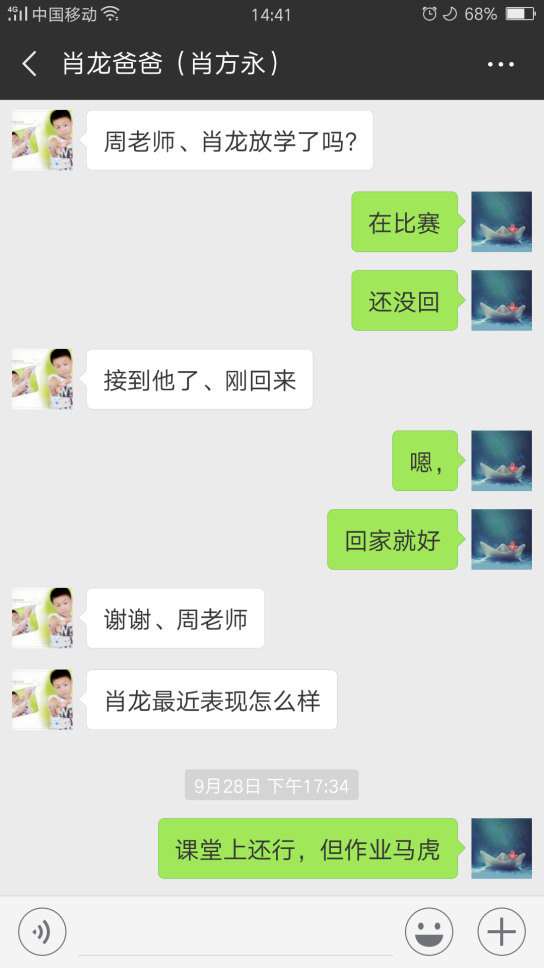 4G 中国移动 14:41 68%
肖龙爸爸（肖方永）
周老师、肖龙放学了吗?
在比赛
还没回
接到他了、刚回来
嗯,
回家就好
谢谢、周老师
肖龙最近表现怎么样
9月28日 下午17:34
课堂上还行，但作业马虎